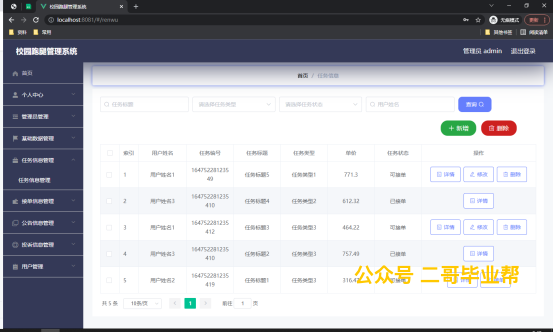 校园跑腿管理系统
localhost:8081/#/renwu
无痕模式
更新
资料
常用
其他书签
阅读清单
校园跑腿管理系统
管理员 admin
退出登录
首页
个人中心
管理员管理
基础数据管理
任务信息管理
任务信息管理
接单信息管理
公告信息管理
投诉信息管理
用户管理
首页 / 任务信息
任务标题
请选择任务类型
请选择任务状态
用户姓名
查询
+ 新增
删除
索引 用户姓名 任务编号 任务标题 任务类型 单价 任务状态 操作
1 用户姓名1 16475228123549 任务标题5 任务类型1 771.3 可接单 详情 修改 删除
2 用户姓名3 164752281235410 任务标题4 任务类型2 612.32 已接单 详情
3 用户姓名3 164752281235412 任务标题1 任务类型3 464.22 可接单 详情 修改 删除
4 用户姓名1 164752281235410 任务标题2 任务类型3 757.49 已接单 详情
5 用户姓名2 164752281235419 任务标题1 任务类型3
公众号 二哥毕业帮
共 5 条
10条/页
1
前往 1 页